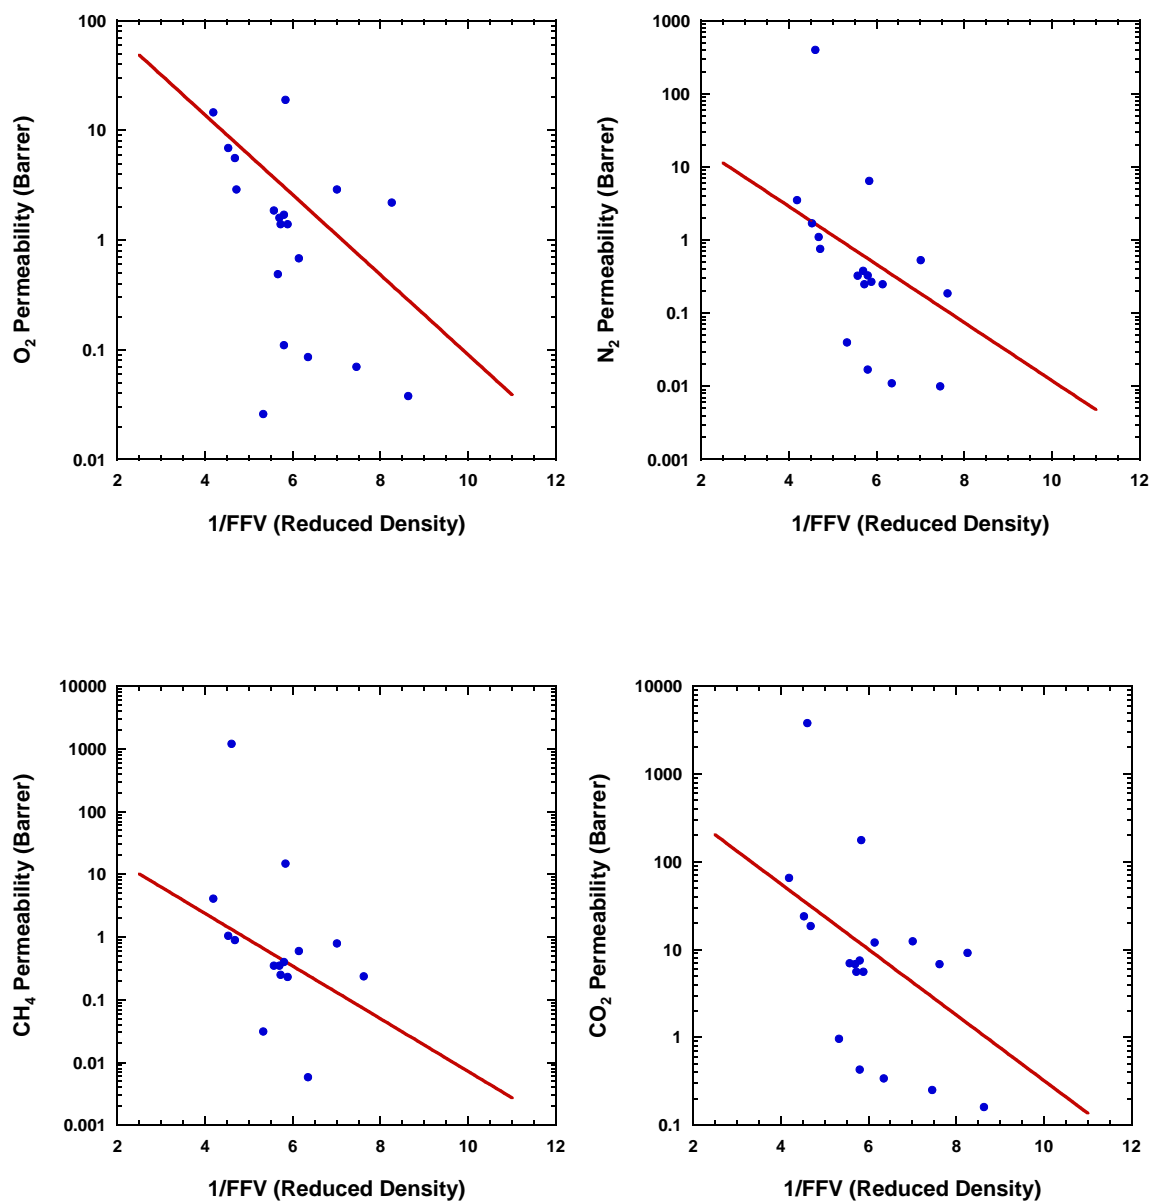 100
10
1
0.1
0.01
2 4 6 8 10 12
O2 Permeability (Barrer)
1/FFV (Reduced Density)
1000
100
10
1
0.1
0.01
0.001
2 4 6 8 10 12
N2 Permeability (Barrer)
1/FFV (Reduced Density)
10000
1000
100
10
1
0.1
0.01
0.001
2 4 6 8 10 12
CH4 Permeability (Barrer)
1/FFV (Reduced Density)
10000
1000
100
10
1
0.1
2 4 6 8 10 12
CO2 Permeability (Barrer)
1/FFV (Reduced Density)